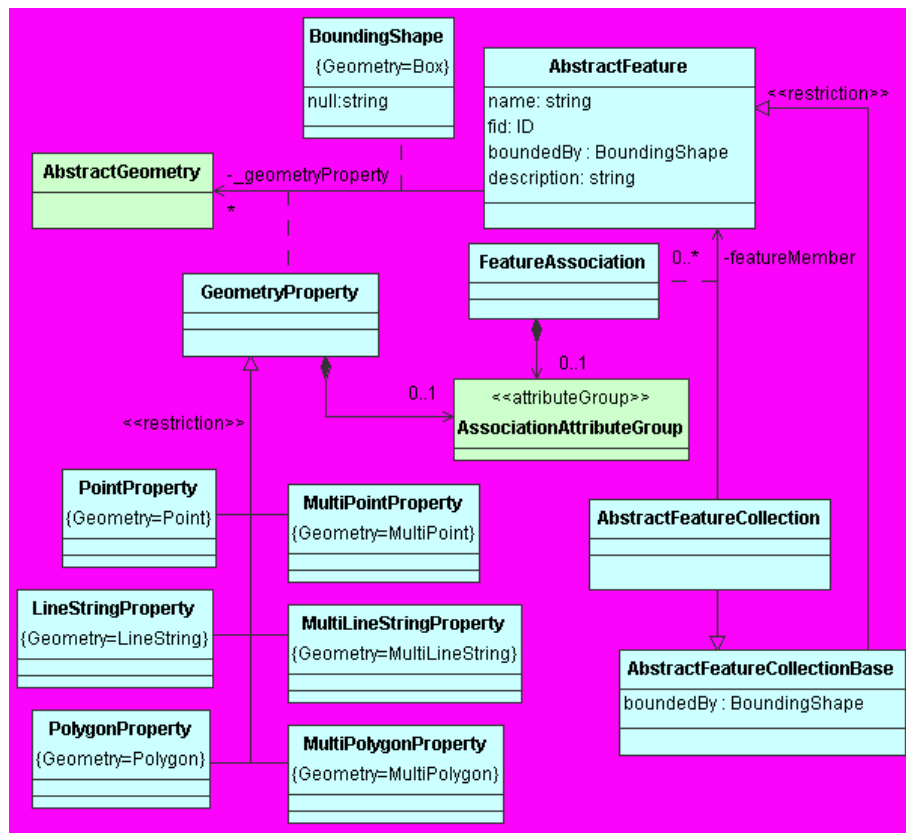 BoundingShape
{Geometry=Box}
null:string
AbstractFeature
name: string
fid: ID
boundedBy : BoundingShape
description: string
<<restriction>>
AbstractGeometry
-_geometryProperty
*
FeatureAssociation
0..*
-featureMember
GeometryProperty
0..1
0..1
<<attributeGroup>>
AssociationAttributeGroup
<<restriction>>
PointProperty
{Geometry=Point}
MultiPointProperty
{Geometry=MultiPoint}
AbstractFeatureCollection
LineStringProperty
{Geometry=LineString}
MultiLineStringProperty
{Geometry=MultiLineString}
AbstractFeatureCollectionBase
boundedBy : BoundingShape
PolygonProperty
{Geometry=Polygon}
MultiPolygonProperty
{Geometry=MultiPolygon}